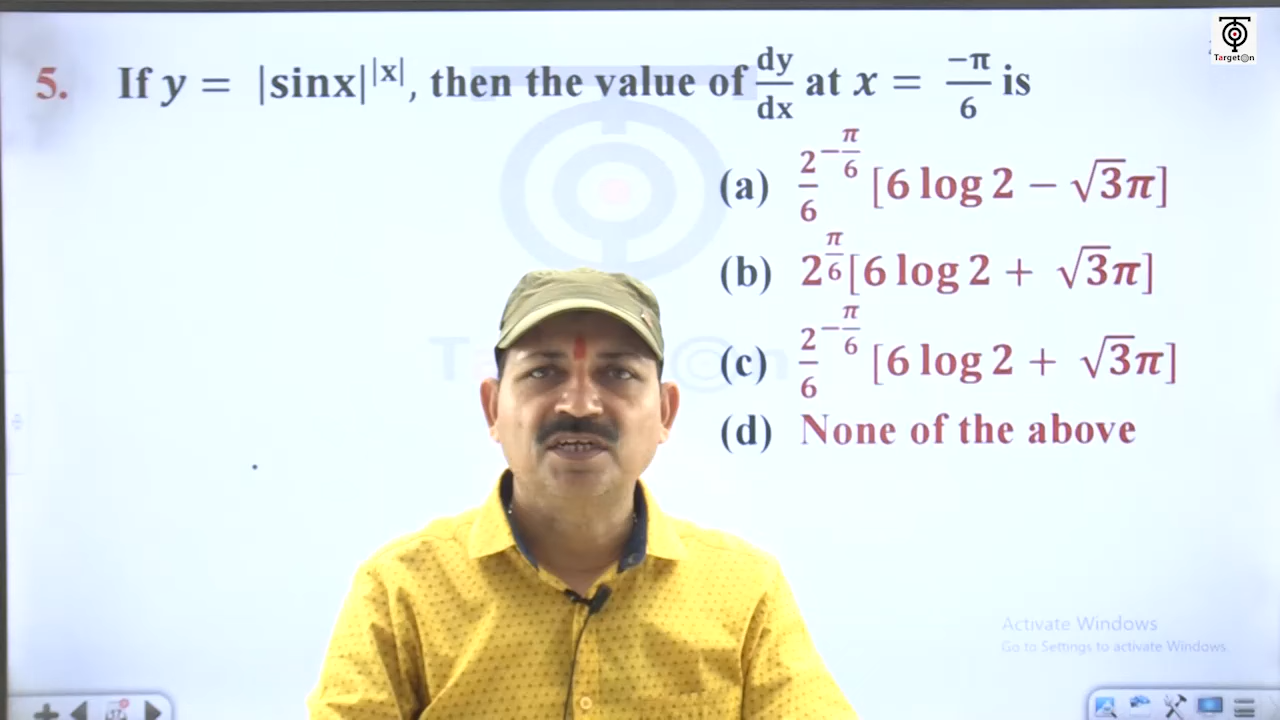 Target@n
5. If y = |sinx|^|x|, then the value of dy/dx at x = -π/6 is
(a) 2^(-π/6)/6 [6 log 2 − √3π]
(b) 2^(π/6) [6 log 2 + √3π]
(c) 2^(-π/6)/6 [6 log 2 + √3π]
(d) None of the above
Activate Windows
Go to Settings to activate Windows.